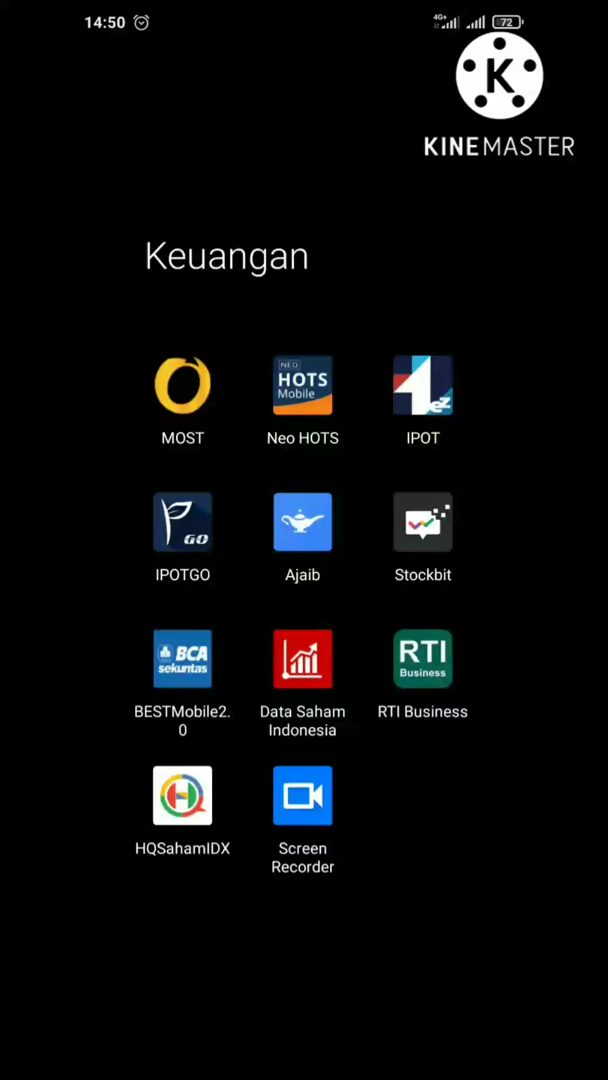 14:50
4G+
72
K
KINEMASTER
Keuangan
NEO
HOTS
Mobile
eZ
MOST
Neo HOTS
IPOT
GO
IPOTGO
Ajaib
Stockbit
BCA
sekuritas
RTI
Business
BESTMobile2.
0
Data Saham
Indonesia
RTI Business
H
HQSahamIDX
Screen
Recorder